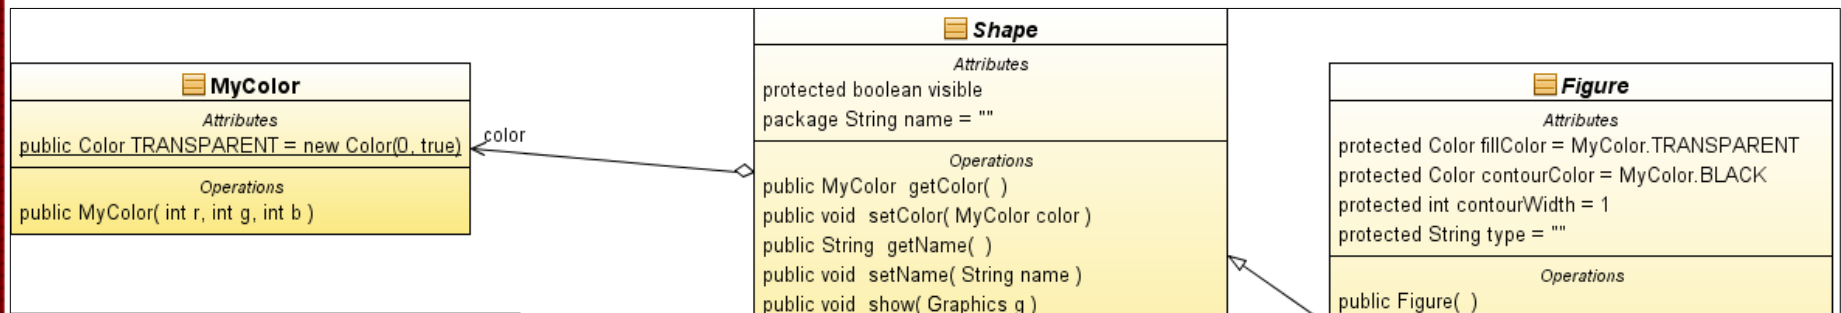 MyColor
Attributes
public Color TRANSPARENT = new Color(0, true)
Operations
public MyColor( int r, int g, int b )
color
Shape
Attributes
protected boolean visible
package String name = ""
Operations
public MyColor getColor( )
public void setColor( MyColor color )
public String getName( )
public void setName( String name )
public void show( Graphics g )
Figure
Attributes
protected Color fillColor = MyColor.TRANSPARENT
protected Color contourColor = MyColor.BLACK
protected int contourWidth = 1
protected String type = ""
Operations
public Figure( )